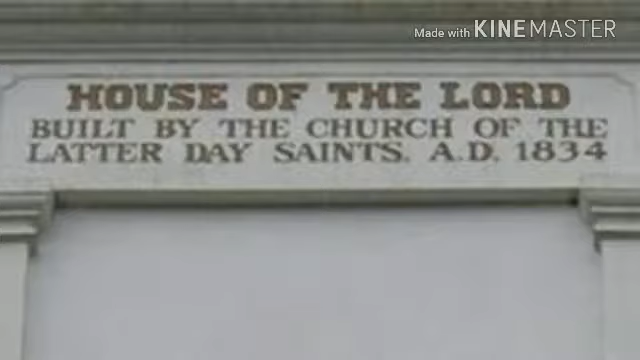 Made with KINEMASTER
HOUSE OF THE LORD
BUILT BY THE CHURCH OF THE
LATTER DAY SAINTS. A.D. 1834